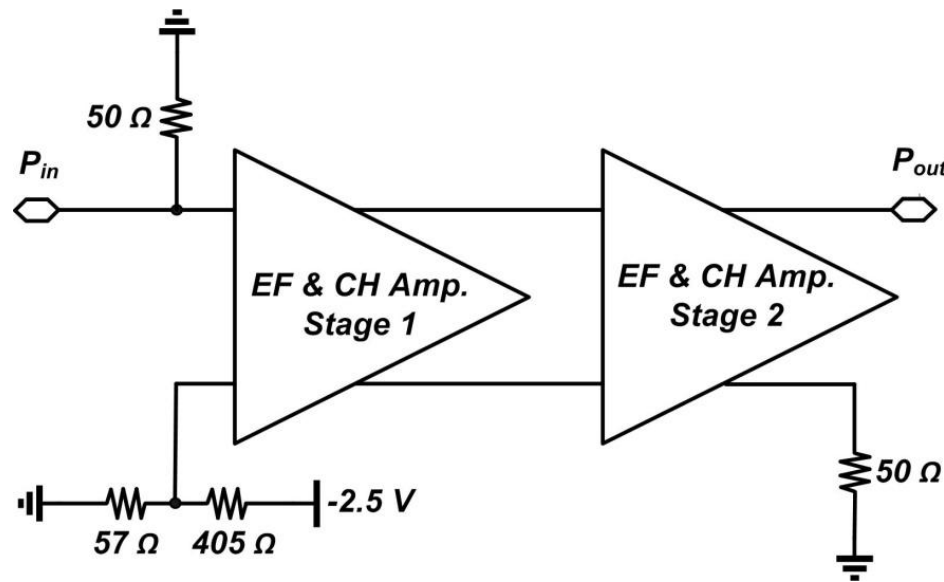 50 Ω
P_in
P_out
EF & CH Amp.
Stage 1
EF & CH Amp.
Stage 2
-2.5 V
57 Ω
405 Ω
50 Ω